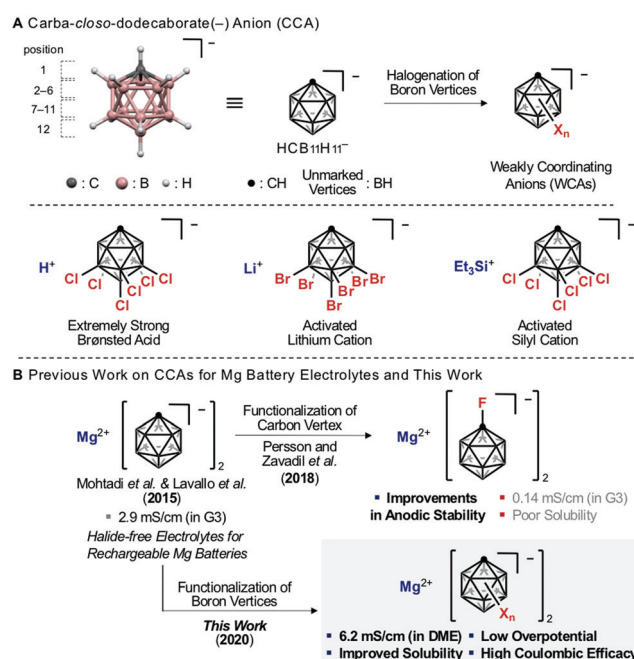 A Carba-closo-dodecaborate(–) Anion (CCA)
position
1
2–6
7–11
12
–
≡
–
HCB₁₁H₁₁⁻
Halogenation of
Boron Vertices
–
Xn
Weakly Coordinating
Anions (WCAs)
: C : B : H
: CH
Unmarked
Vertices
: BH
H⁺
–
Cl Cl Cl Cl Cl
Extremely Strong
Brønsted Acid
Li⁺
–
Br Br Br Br Br Br
Activated
Lithium Cation
Et₃Si⁺
–
Cl Cl Cl Cl Cl
Activated
Silyl Cation
B Previous Work on CCAs for Mg Battery Electrolytes and This Work
Mg²⁺
–
2
Mohtadi et al. & Lavallo et al.
(2015)
2.9 mS/cm (in G3)
Halide-free Electrolytes for
Rechargeable Mg Batteries
Functionalization of
Carbon Vertex
Persson and
Zavadil et al.
(2018)
Mg²⁺
F
–
2
Improvements
in Anodic Stability
0.14 mS/cm (in G3)
Poor Solubility
Functionalization of
Boron Vertices
This Work
(2020)
Mg²⁺
–
Xn
2
6.2 mS/cm (in DME)
Improved Solubility
Low Overpotential
High Coulombic Efficacy